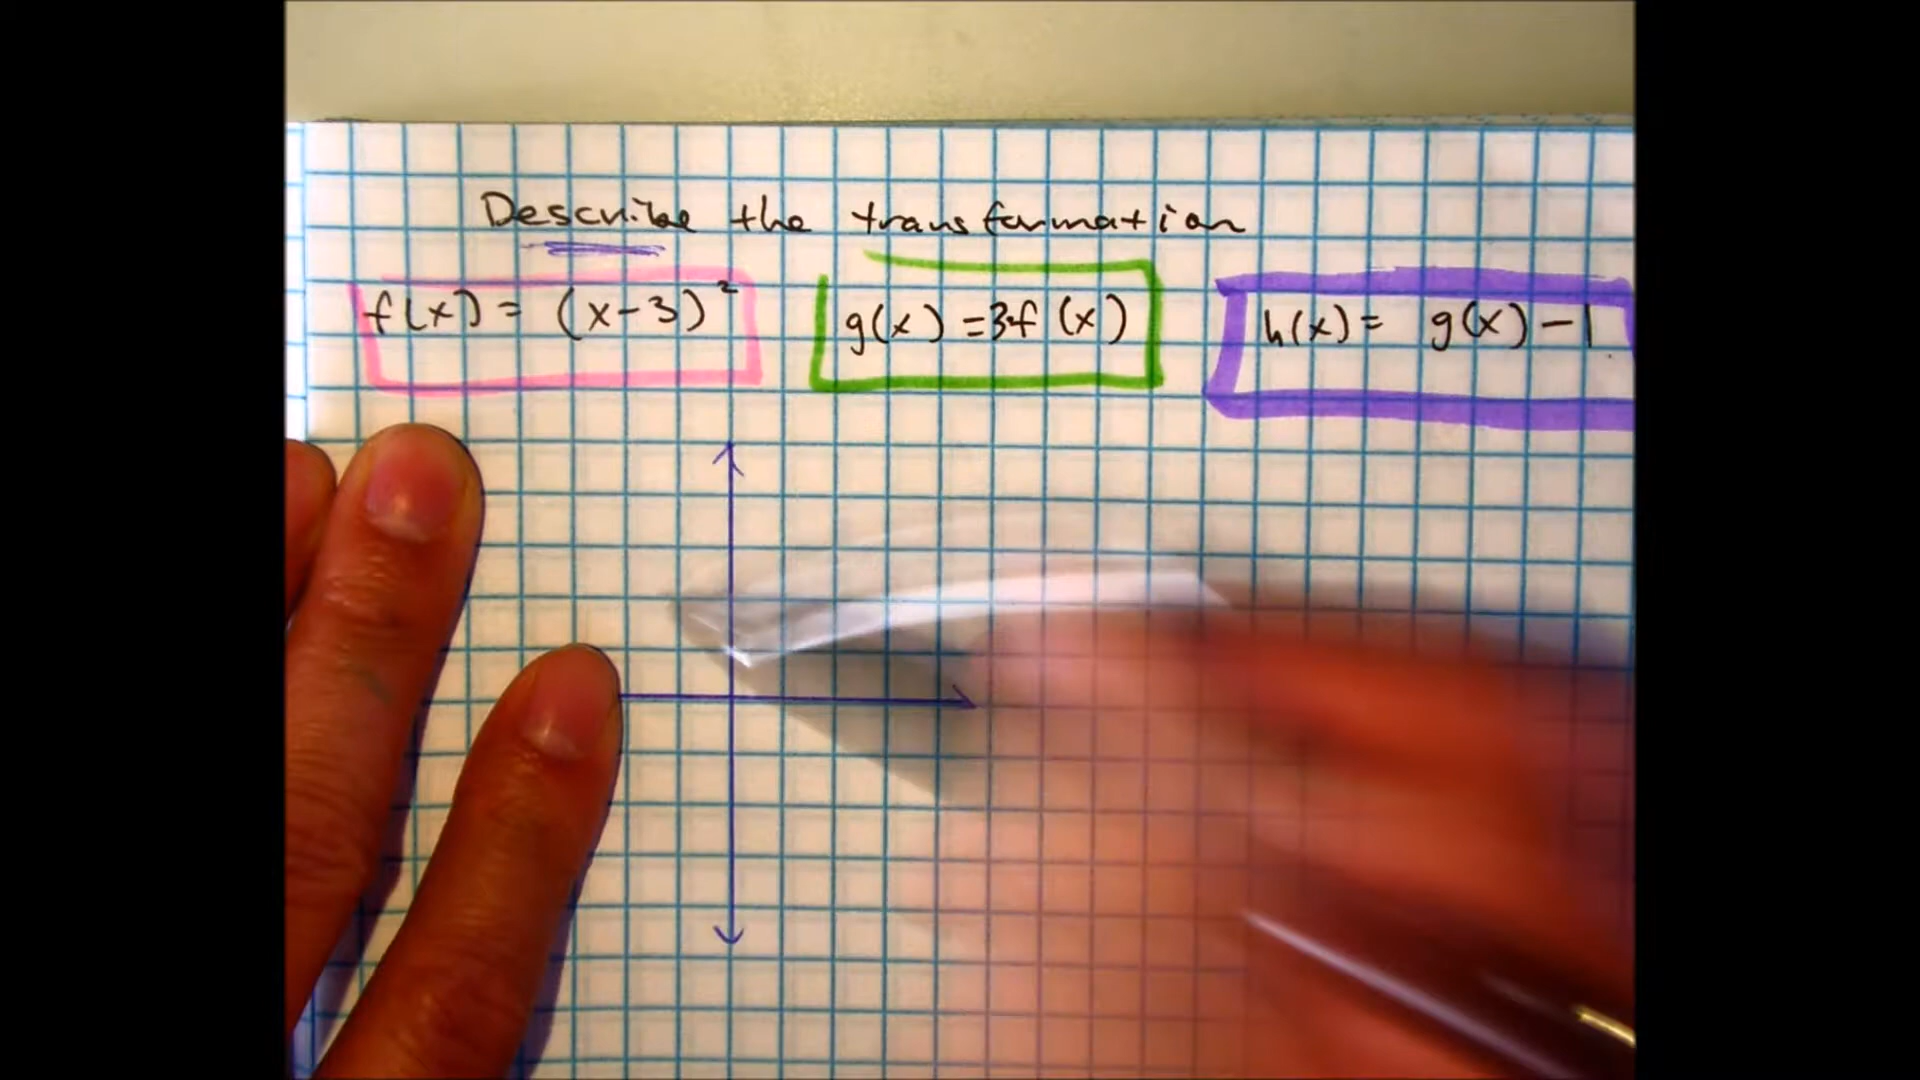 Describe the transformation
f(x) = (x-3)² g(x) =3f(x) h(x) = g(x)-1